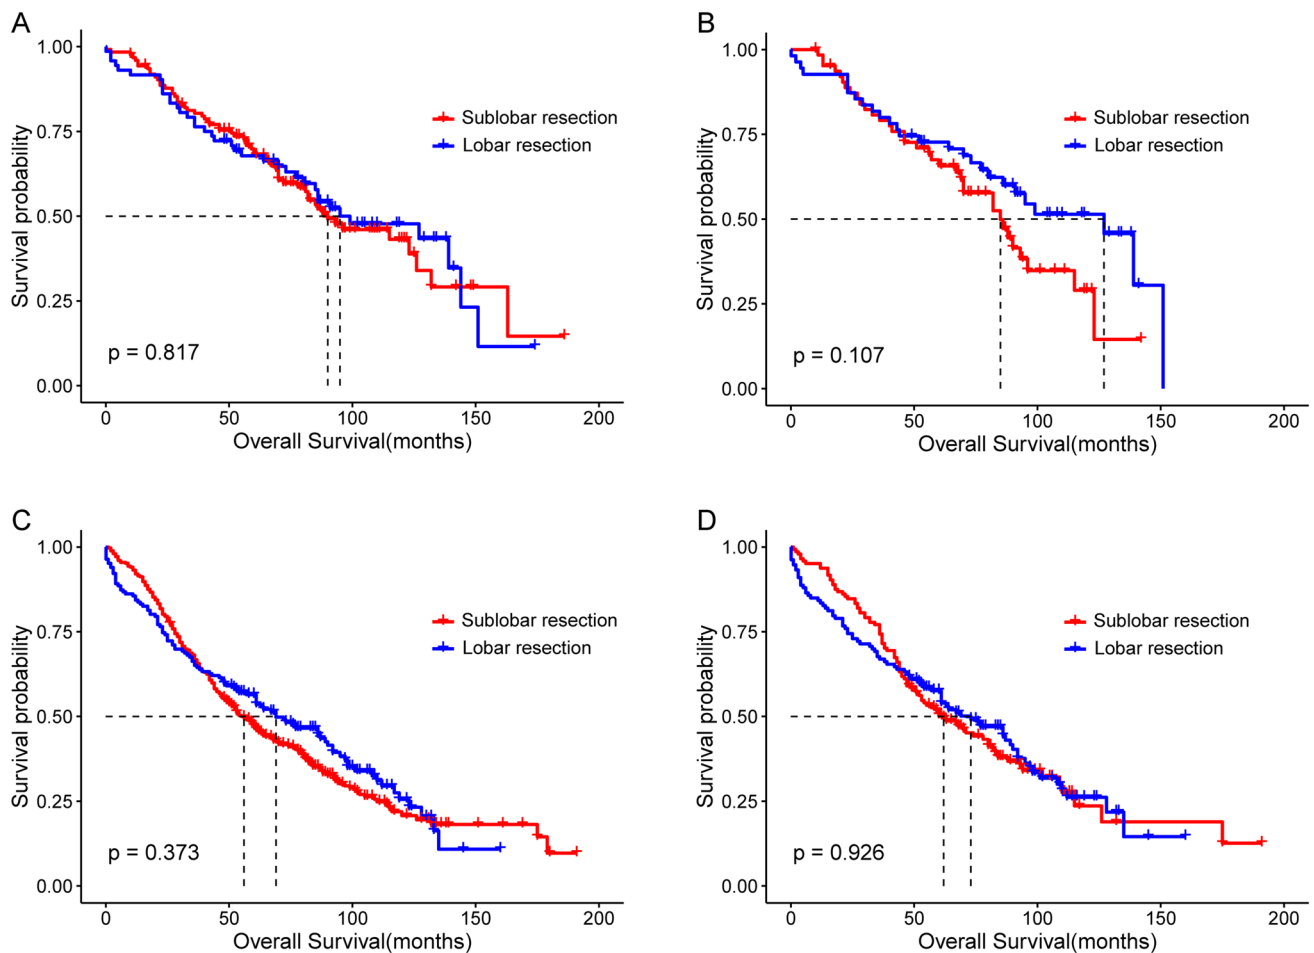 A
Survival probability
1.00
0.75
0.50
0.25
0.00
Sublobar resection
Lobar resection
p = 0.817
0 50 100 150 200
Overall Survival(months)
B
Survival probability
1.00
0.75
0.50
0.25
0.00
Sublobar resection
Lobar resection
p = 0.107
0 50 100 150 200
Overall Survival(months)
C
Survival probability
1.00
0.75
0.50
0.25
0.00
Sublobar resection
Lobar resection
p = 0.373
0 50 100 150 200
Overall Survival(months)
D
Survival probability
1.00
0.75
0.50
0.25
0.00
Sublobar resection
Lobar resection
p = 0.926
0 50 100 150 200
Overall Survival(months)